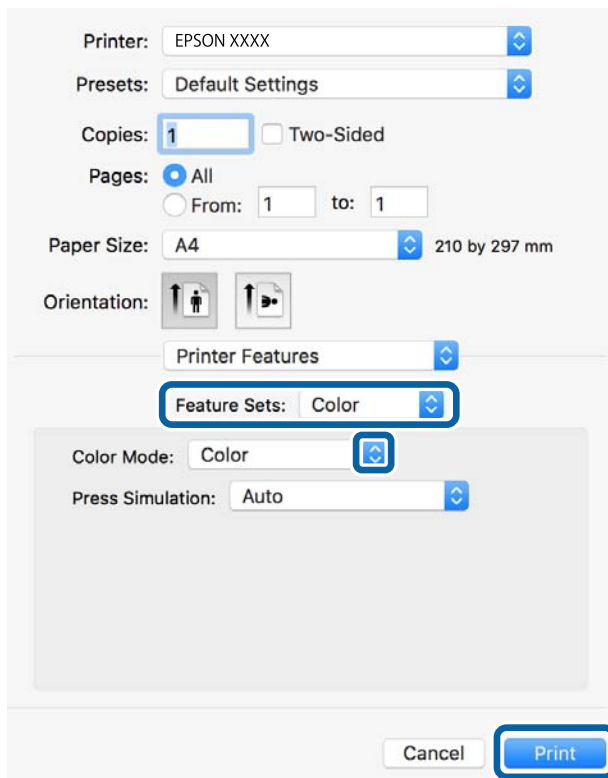 Printer: EPSON XXXX
Presets: Default Settings
Copies: 1 Two-Sided
Pages: All
From: 1 to: 1
Paper Size: A4 210 by 297 mm
Orientation:
Printer Features
Feature Sets: Color
Color Mode: Color
Press Simulation: Auto
Cancel Print